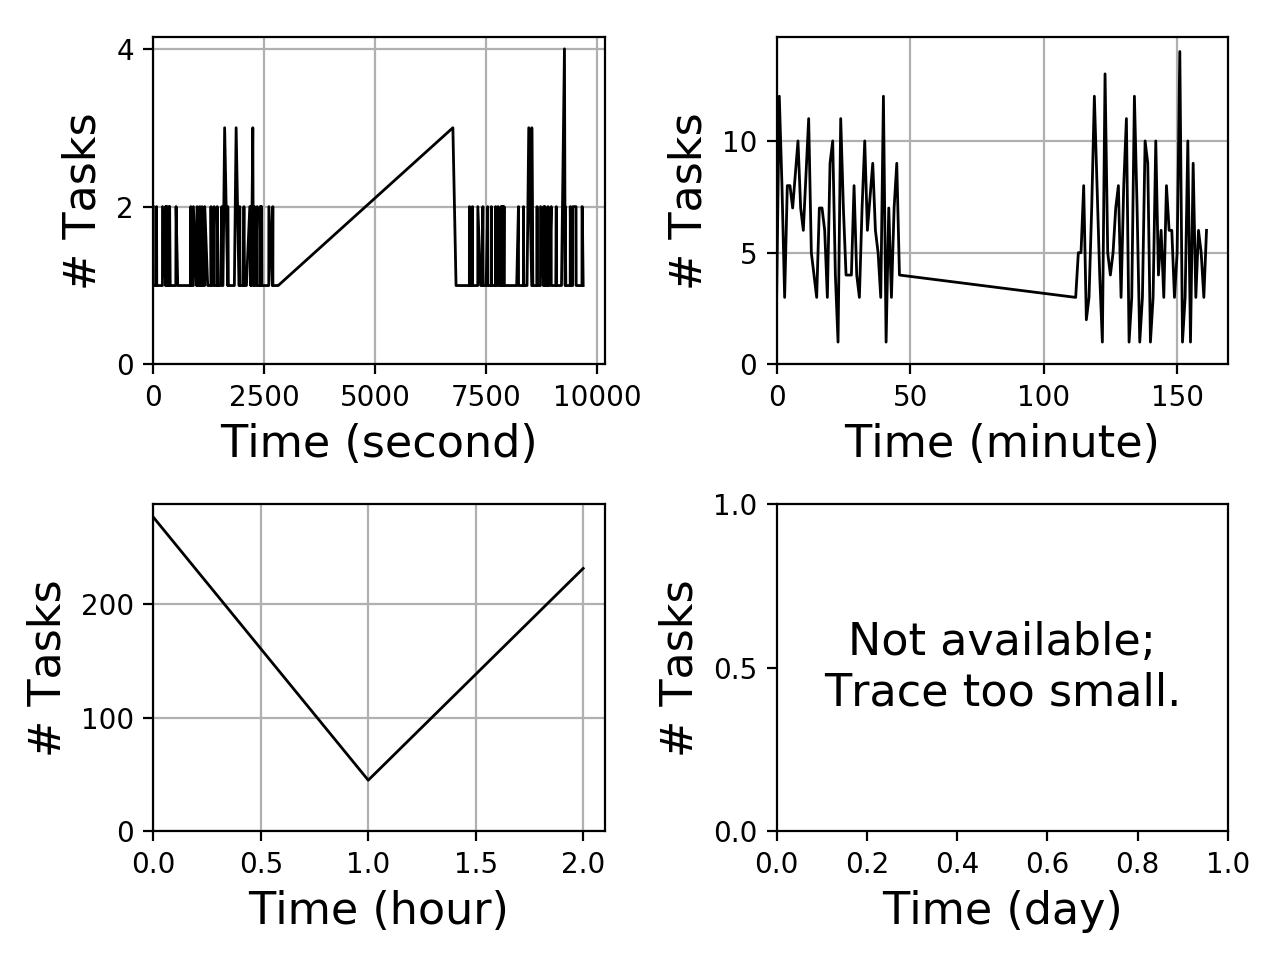 4
2
0
# Tasks
0 2500 5000 7500 10000
Time (second)
10
5
0
# Tasks
0 50 100 150
Time (minute)
200
100
0
# Tasks
0.0 0.5 1.0 1.5 2.0
Time (hour)
1.0
0.5
0.0
# Tasks
Not available;
Trace too small.
0.0 0.2 0.4 0.6 0.8 1.0
Time (day)